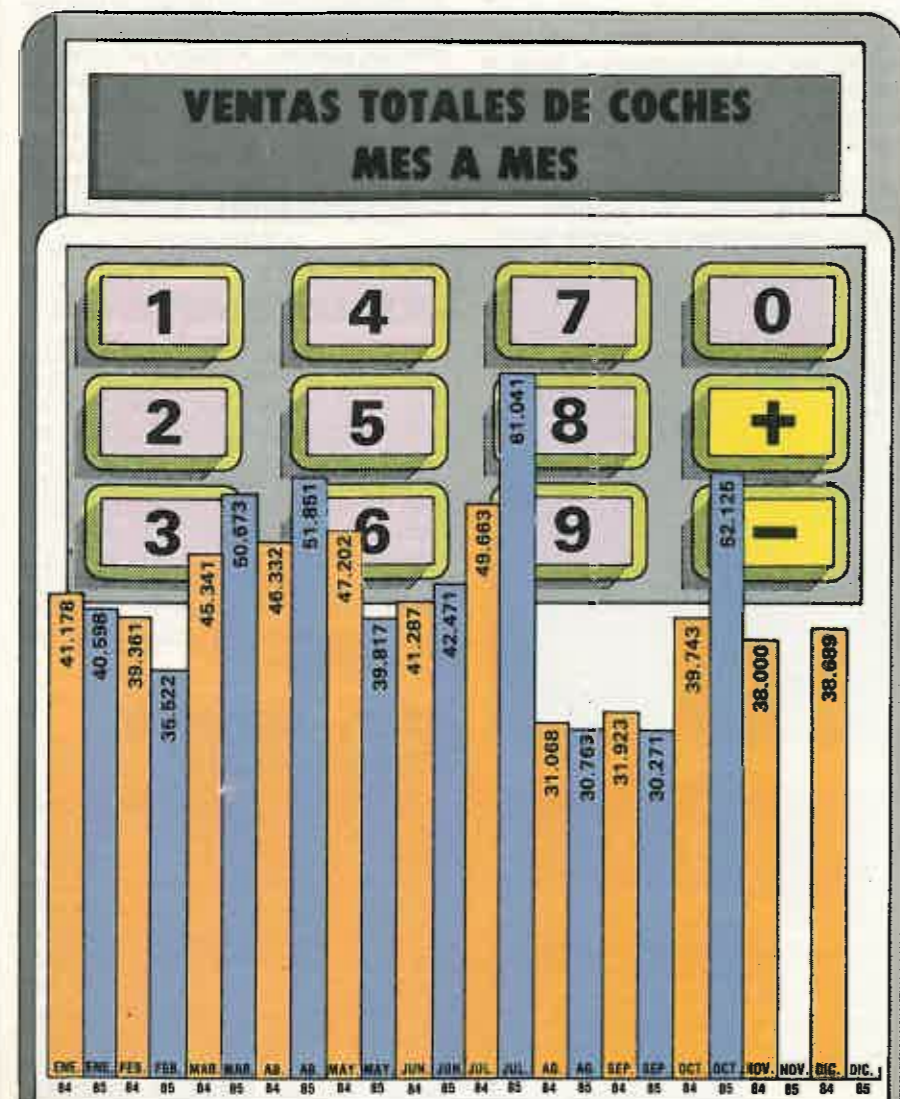 VENTAS TOTALES DE COCHES
MES A MES
1 4 7 0
2 5 8 +
3 6 9 -
41.178 40.598 39.361 35.522 45.341 50.673 46.332 51.851 47.202 39.817 41.287 42.471 49.663 61.041 31.068 30.763 31.923 30.271 39.743 52.125 38.000 38.689
ENE. ENE. FEB. FEB. MAR. MAR. AB. AB. MAY. MAY. JUN. JUN. JUL. JUL. AG. AG. SEP. SEP. OCT OCT NOV. NOV. DIC. DIC.
84 85 84 85 84 85 84 85 84 85 84 85 84 85 84 85 84 85 84 85 84 85 84 85